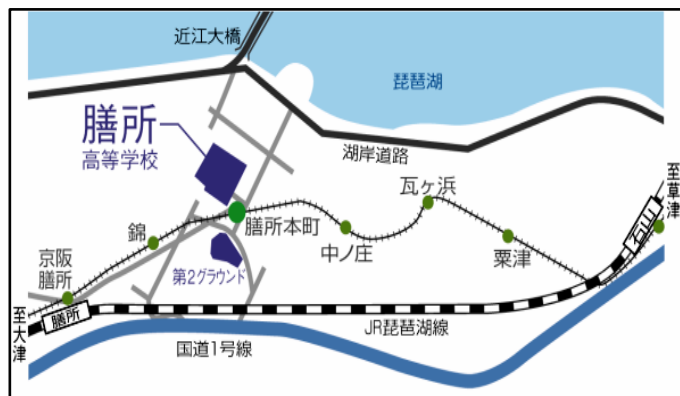 近江大橋
琵琶湖
膳所
高等学校
湖岸道路
瓦ヶ浜
至草津
石山
膳所本町
錦
中ノ庄
粟津
京阪
膳所
第2グラウンド
至大津
膳所
JR琵琶湖線
国道1号線